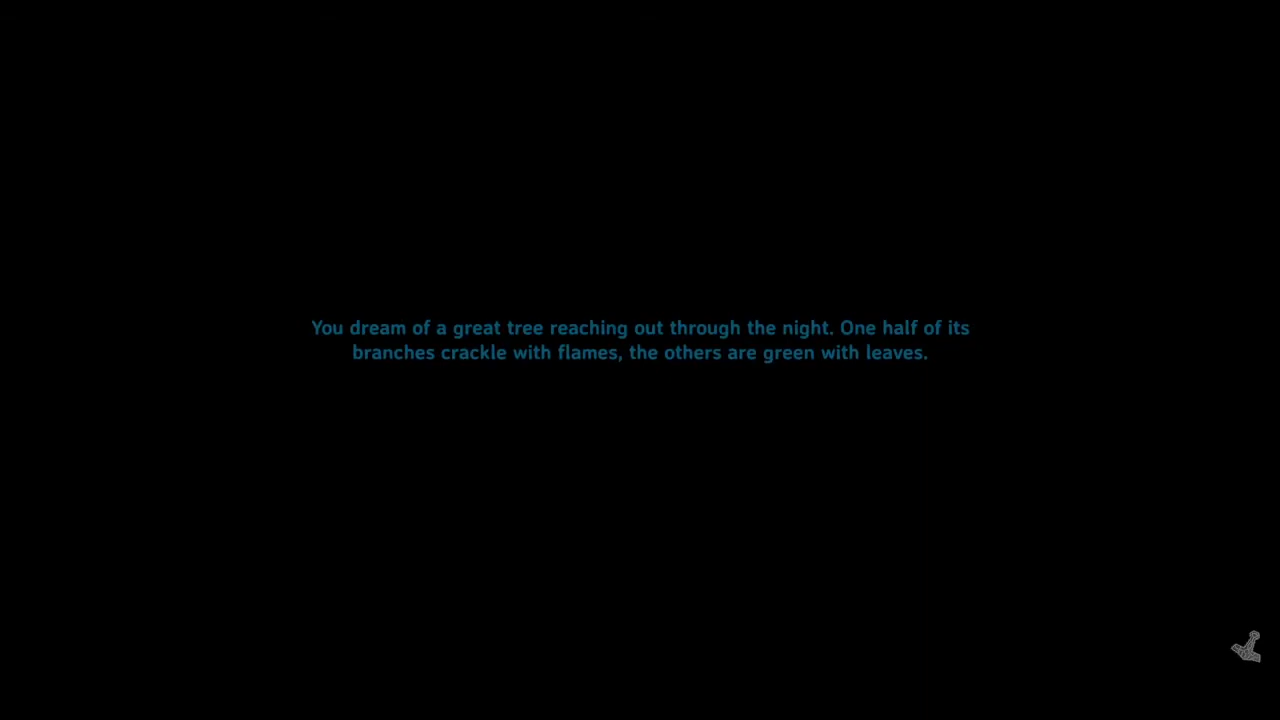 You dream of a great tree reaching out through the night. One half of its
branches crackle with flames, the others are green with leaves.